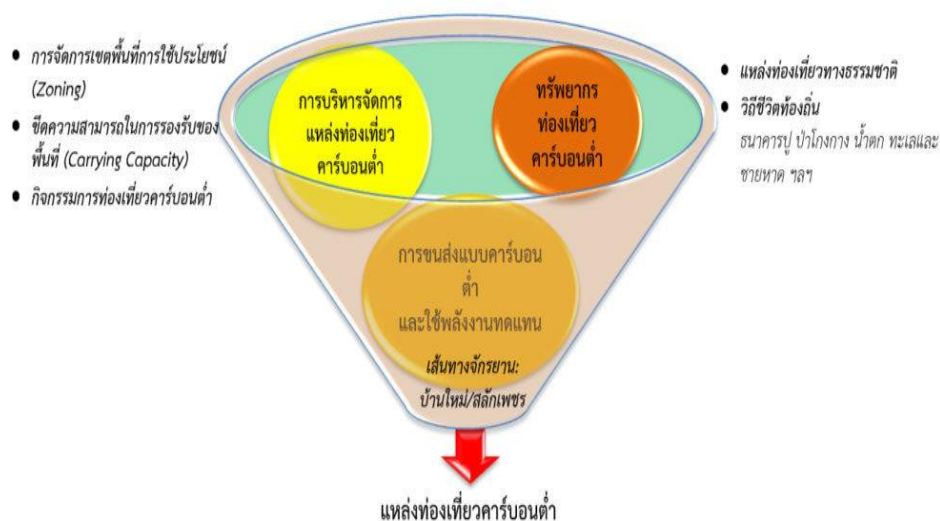 • การจัดการเขตพื้นที่การใช้ประโยชน์
(Zoning)
• ขีดความสามารถในการรองรับของ
พื้นที่ (Carrying Capacity)
• กิจกรรมการท่องเที่ยวคาร์บอนต่ำ
การบริหารจัดการ
แหล่งท่องเที่ยว
คาร์บอนต่ำ
ทรัพยากร
ท่องเที่ยว
คาร์บอนต่ำ
• แหล่งท่องเที่ยวทางธรรมชาติ
• วิถีชีวิตท้องถิ่น
ธนาคารปู ป่าโกงกาง น้ำตก ทะเลและ
ชายหาด ฯลฯ
การขนส่งแบบคาร์บอน
ต่ำ
และใช้พลังงานทดแทน
เส้นทางจักรยาน:
บ้านใหม่/สลักเพชร
แหล่งท่องเที่ยวคาร์บอนต่ำ